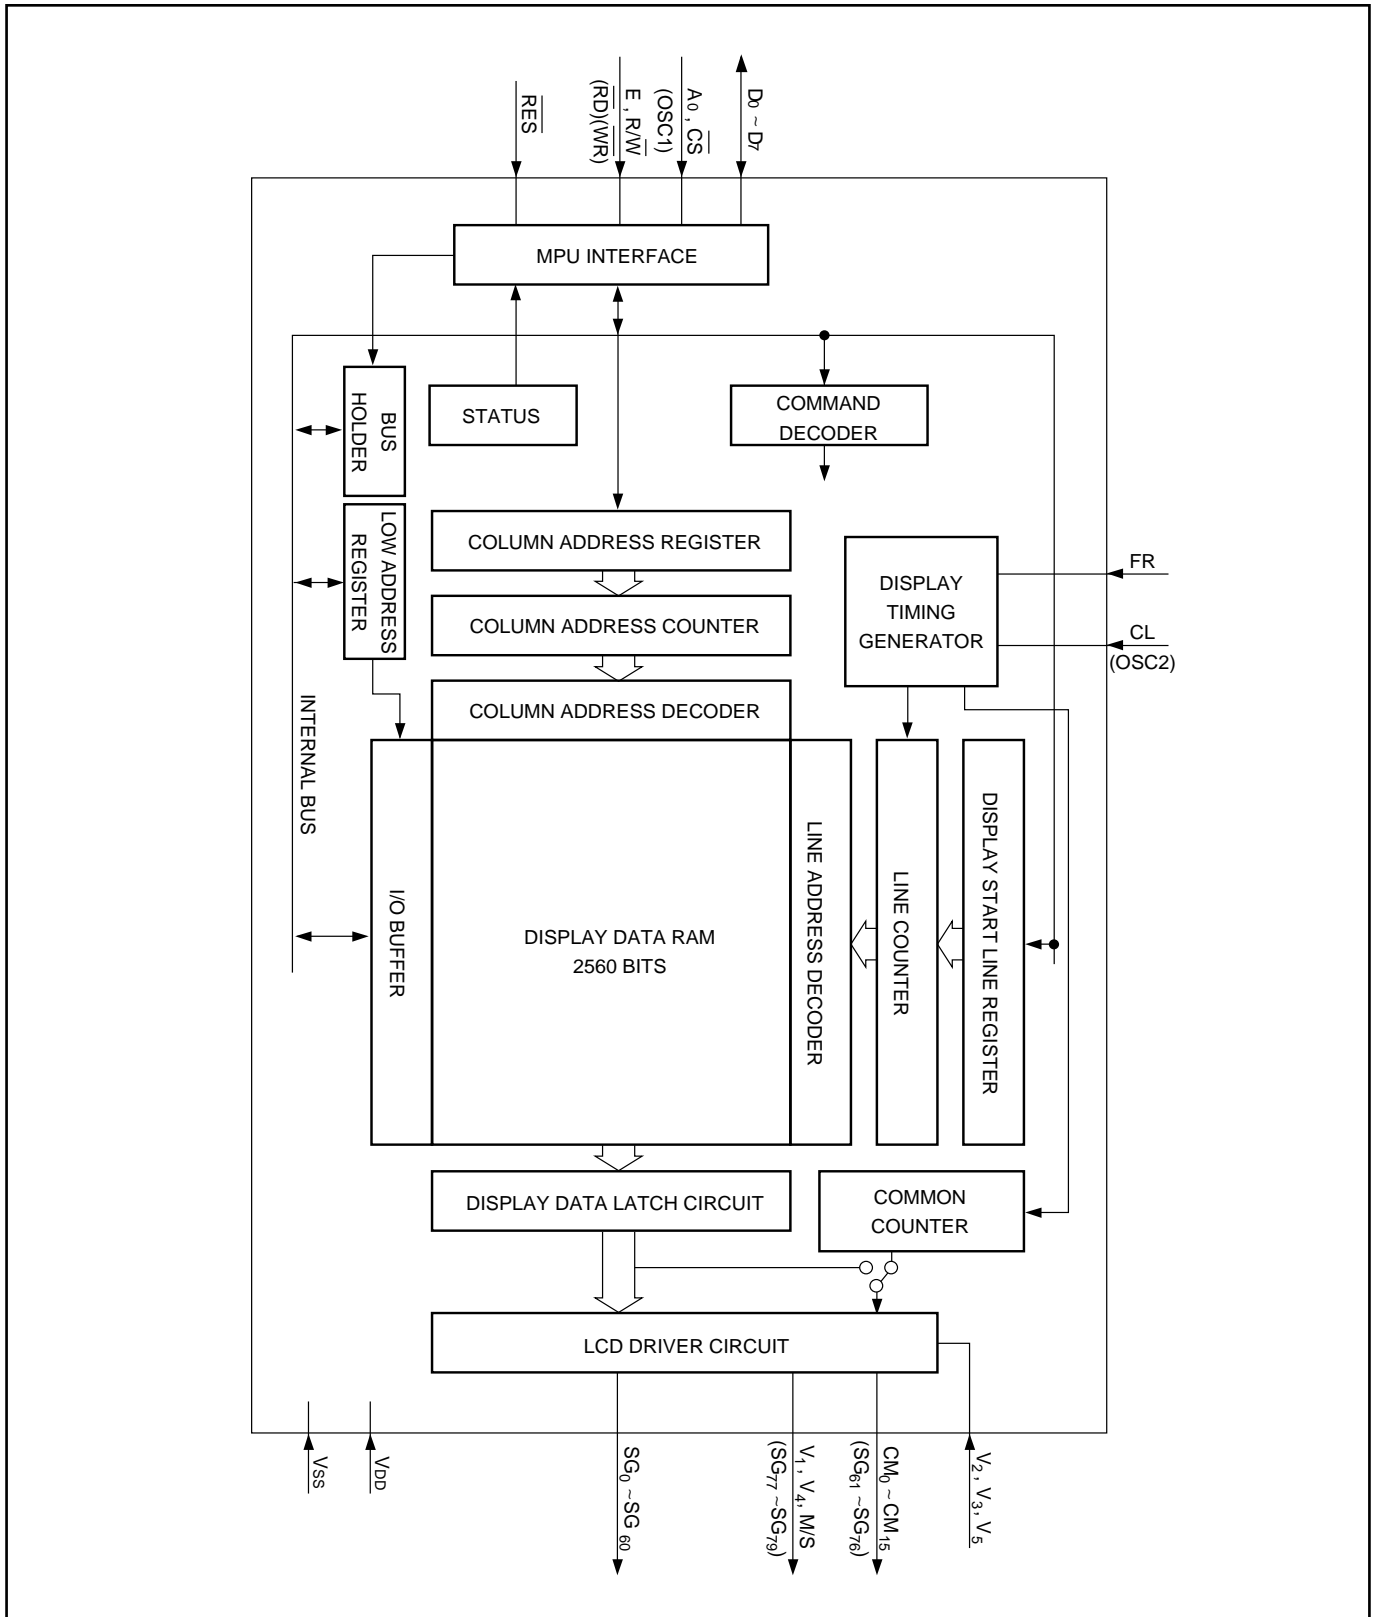 RES
E , R/W
(RD)(WR)
A0 , CS
(OSC1)
D0 ~ D7
MPU INTERFACE
BUS
HOLDER
STATUS
COMMAND
DECODER
LOW ADDRESS
REGISTER
COLUMN ADDRESS REGISTER
COLUMN ADDRESS COUNTER
COLUMN ADDRESS DECODER
DISPLAY
TIMING
GENERATOR
FR
CL
(OSC2)
INTERNAL BUS
I/O BUFFER
DISPLAY DATA RAM
2560 BITS
LINE ADDRESS DECODER
LINE COUNTER
DISPLAY START LINE REGISTER
DISPLAY DATA LATCH CIRCUIT
COMMON
COUNTER
LCD DRIVER CIRCUIT
VSS
VDD
SG0 ~SG 60
V1, V4, M/S
(SG77 ~SG79)
CM0 ~ CM15
(SG61 ~SG76)
V2, V3, V5